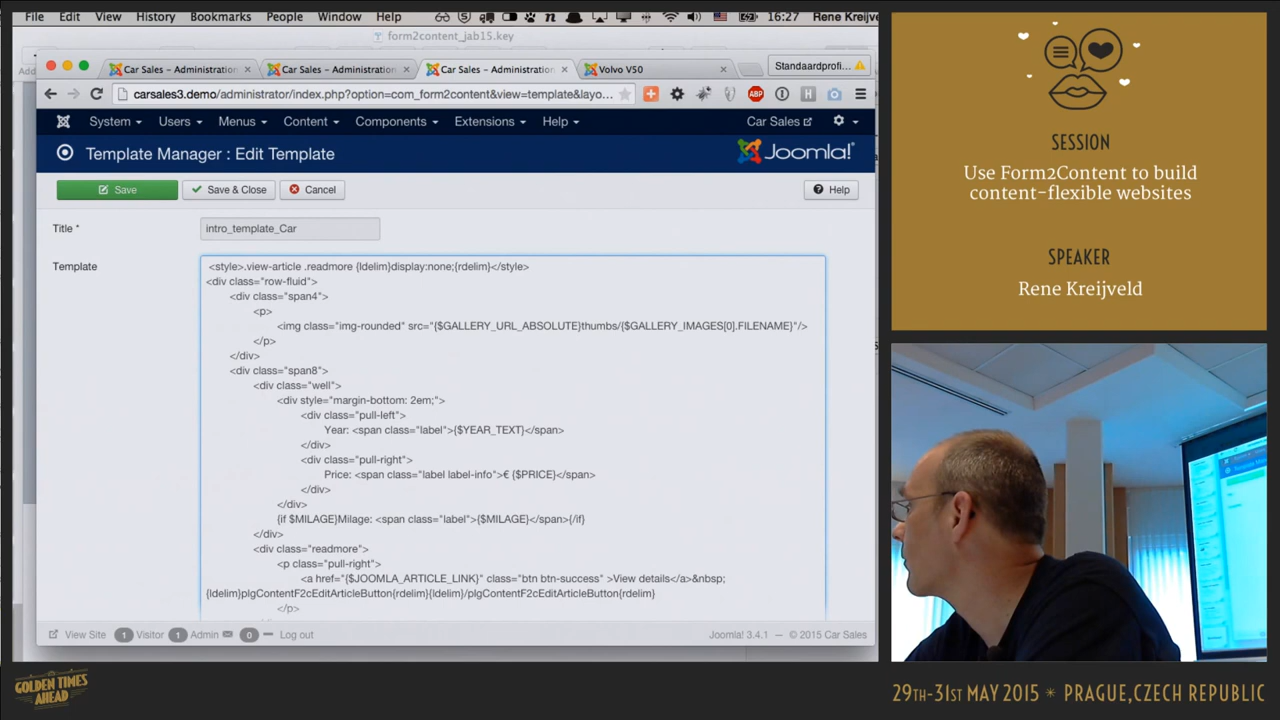 File Edit View History Bookmarks People Window Help 16:27 Rene Kreijve
form2content_jab15.key
Car Sales – Administration × Car Sales – Administration × Car Sales – Administration × Volvo V50 × Standaardprofi...
carsales3.demo/administrator/index.php?option=com_form2content&view=template&layo... ABP
System Users Menus Content Components Extensions Help Car Sales
Template Manager : Edit Template Joomla!
Save Save & Close Cancel Help
Title * intro_template_Car
Template
<style>.view-article .readmore {ldelim}display:none;{rdelim}</style>
<div class="row-fluid">
<div class="span4">
<p>
<img class="img-rounded" src="{$GALLERY_URL_ABSOLUTE}thumbs/{$GALLERY_IMAGES[0].FILENAME}"/>
</p>
</div>
<div class="span8">
<div class="well">
<div style="margin-bottom: 2em;">
<div class="pull-left">
Year: <span class="label">{$YEAR_TEXT}</span>
</div>
<div class="pull-right">
Price: <span class="label label-info">€ {$PRICE}</span>
</div>
</div>
{if $MILAGE}Milage: <span class="label">{$MILAGE}</span>{/if}
</div>
<div class="readmore">
<p class="pull-right">
<a href="{$JOOMLA_ARTICLE_LINK}" class="btn btn-success" >View details</a>&nbsp;
{ldelim}plgContentF2cEditArticleButton{rdelim}{ldelim}/plgContentF2cEditArticleButton{rdelim}
</p>
View Site 1 Visitor 1 Admin 0 Log out Joomla! 3.4.1 — © 2015 Car Sales
SESSION
Use Form2Content to build
content-flexible websites
SPEAKER
Rene Kreijveld
GOLDEN TIMES
AHEAD
29TH-31ST MAY 2015 * PRAGUE,CZECH REPUBLIC